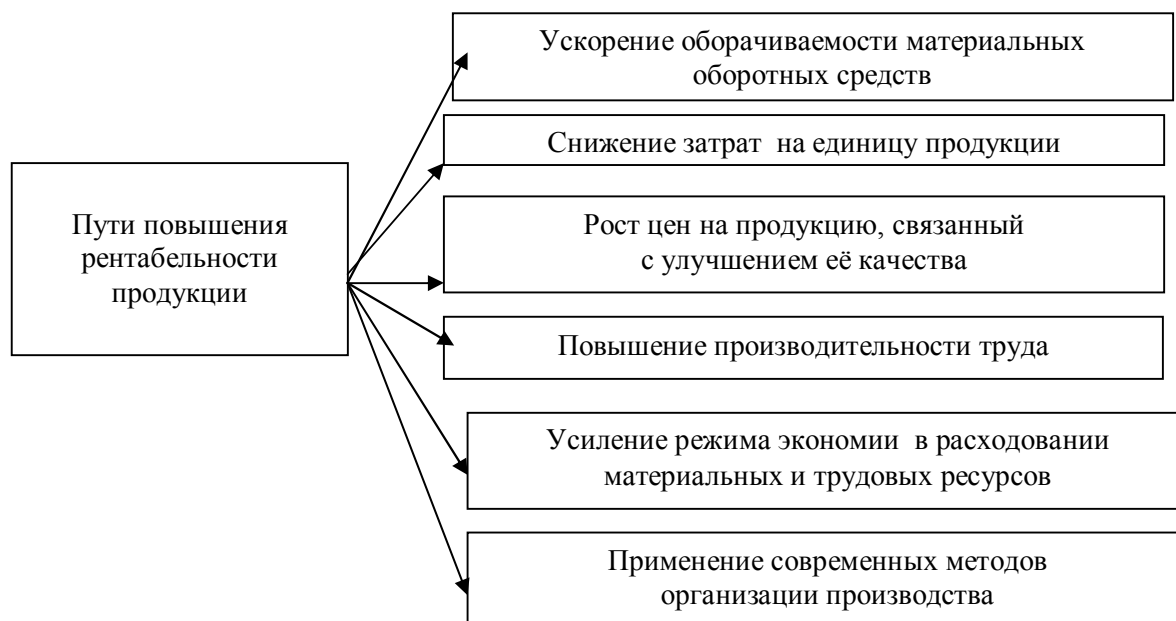 Ускорение оборачиваемости материальных
оборотных средств
Снижение затрат  на единицу продукции
Пути повышения
рентабельности
продукции
Рост цен на продукцию, связанный
с улучшением её качества
Повышение производительности труда
Усиление режима экономии  в расходовании
материальных и трудовых ресурсов
Применение современных методов
организации производства